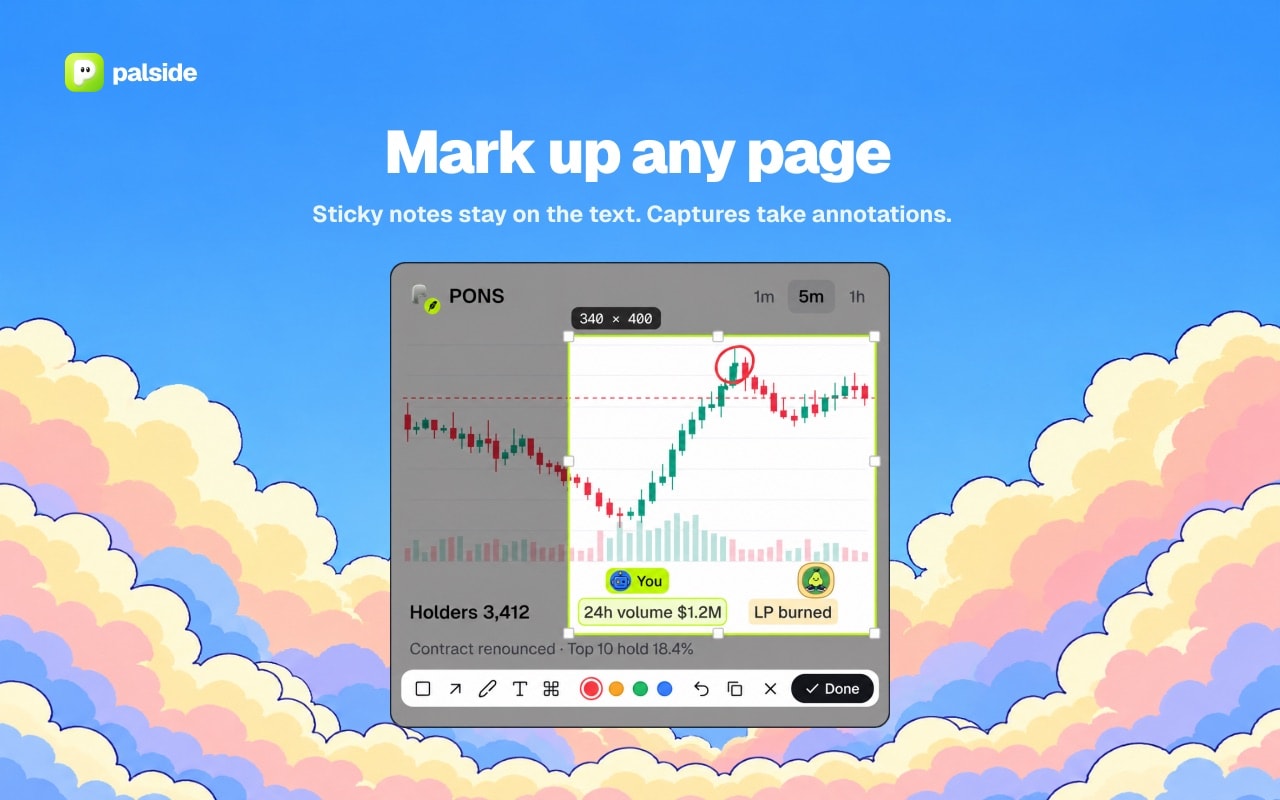 palside
Mark up any page
Sticky notes stay on the text. Captures take annotations.
PONS
1m 5m 1h
340 × 400
You
Holders 3,412
24h volume $1.2M
LP burned
Contract renounced · Top 10 hold 18.4%
T
Done